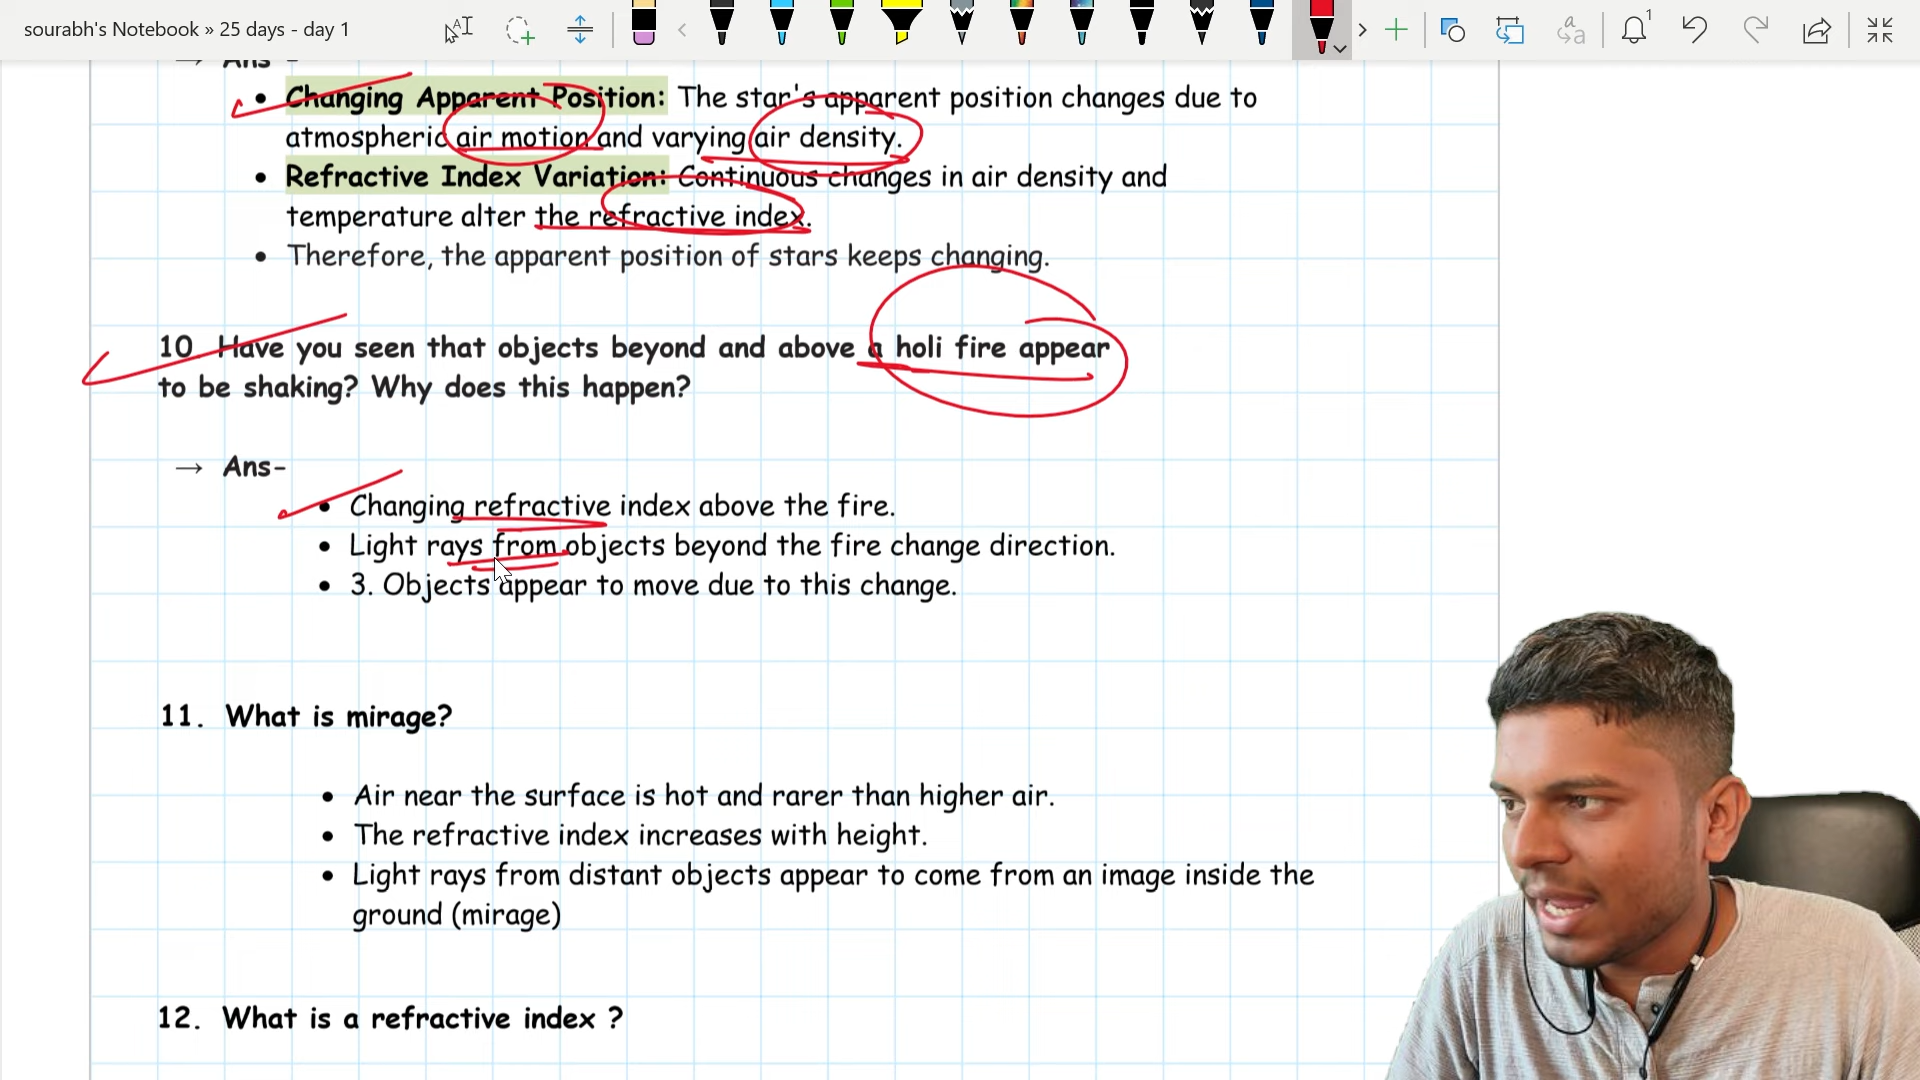 sourabh's Notebook » 25 days - day 1
AI
aa
1
→ Ans -
• Changing Apparent Position: The star's apparent position changes due to
atmospheric air motion and varying air density.
• Refractive Index Variation: Continuous changes in air density and
temperature alter the refractive index.
• Therefore, the apparent position of stars keeps changing.
10. Have you seen that objects beyond and above a holi fire appear
to be shaking? Why does this happen?
→ Ans-
• Changing refractive index above the fire.
• Light rays from objects beyond the fire change direction.
• 3. Objects appear to move due to this change.
11. What is mirage?
• Air near the surface is hot and rarer than higher air.
• The refractive index increases with height.
• Light rays from distant objects appear to come from an image inside the
ground (mirage)
12. What is a refractive index ?